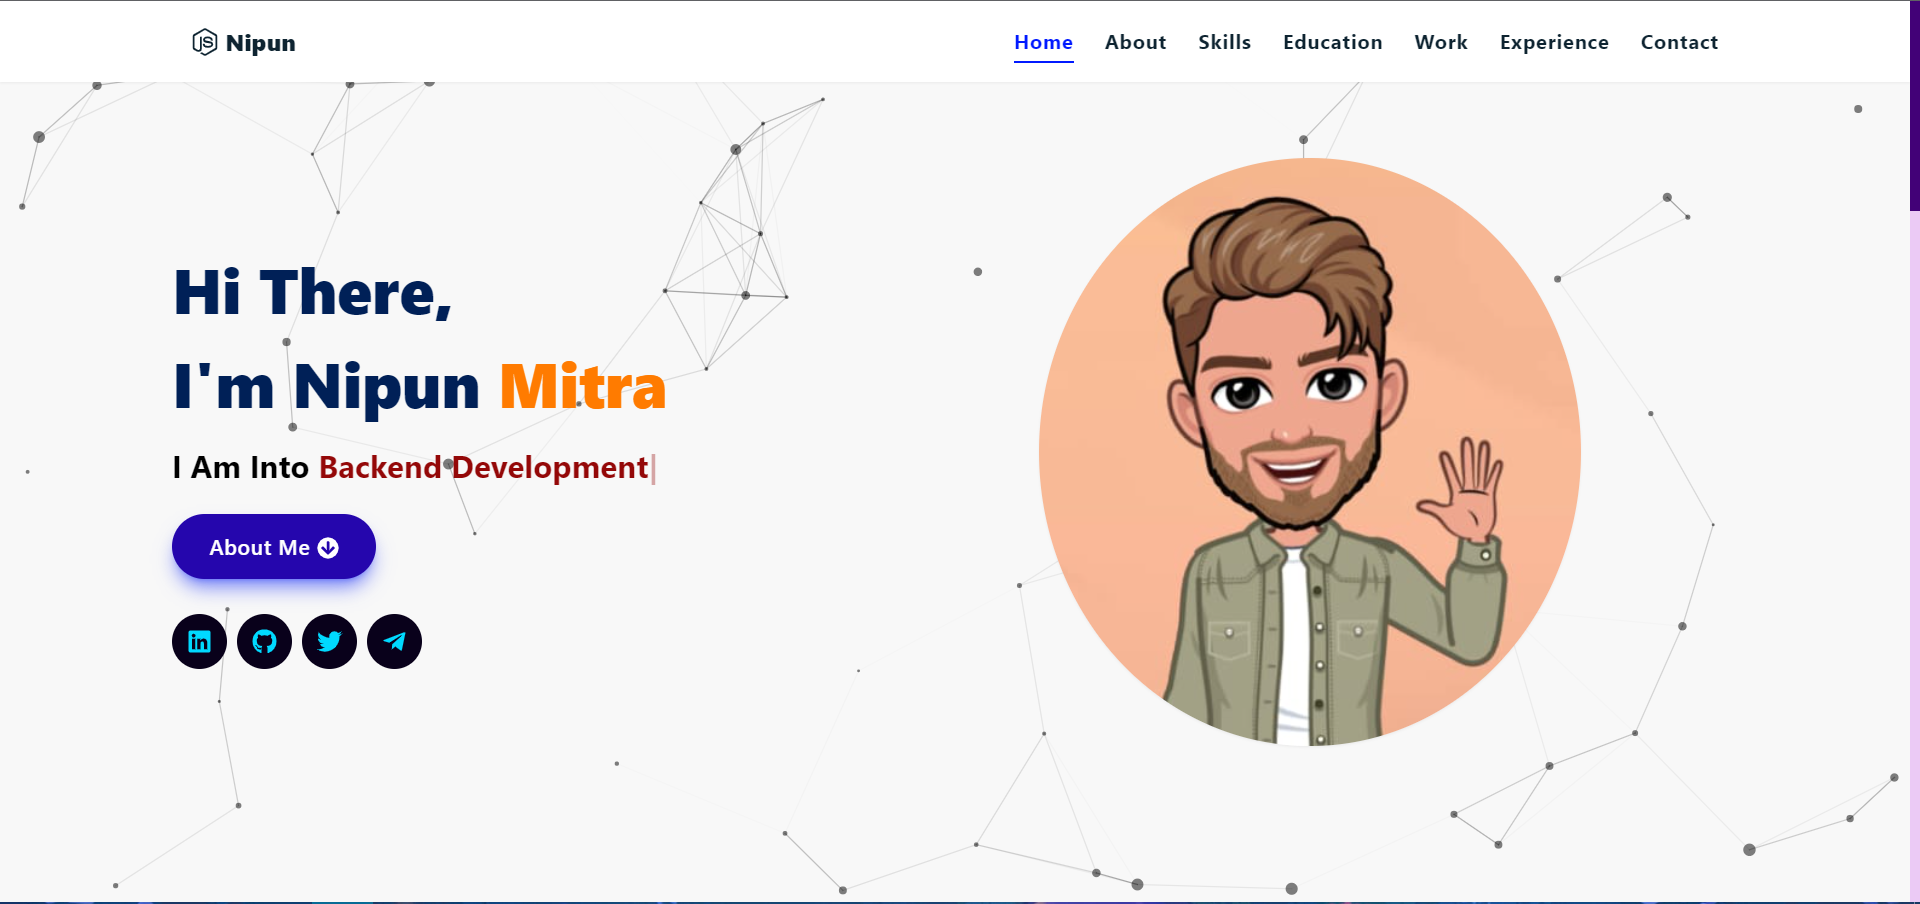 Nipun
Home About Skills Education Work Experience Contact
Hi There,
I'm Nipun Mitra
I Am Into Backend Development|
About Me